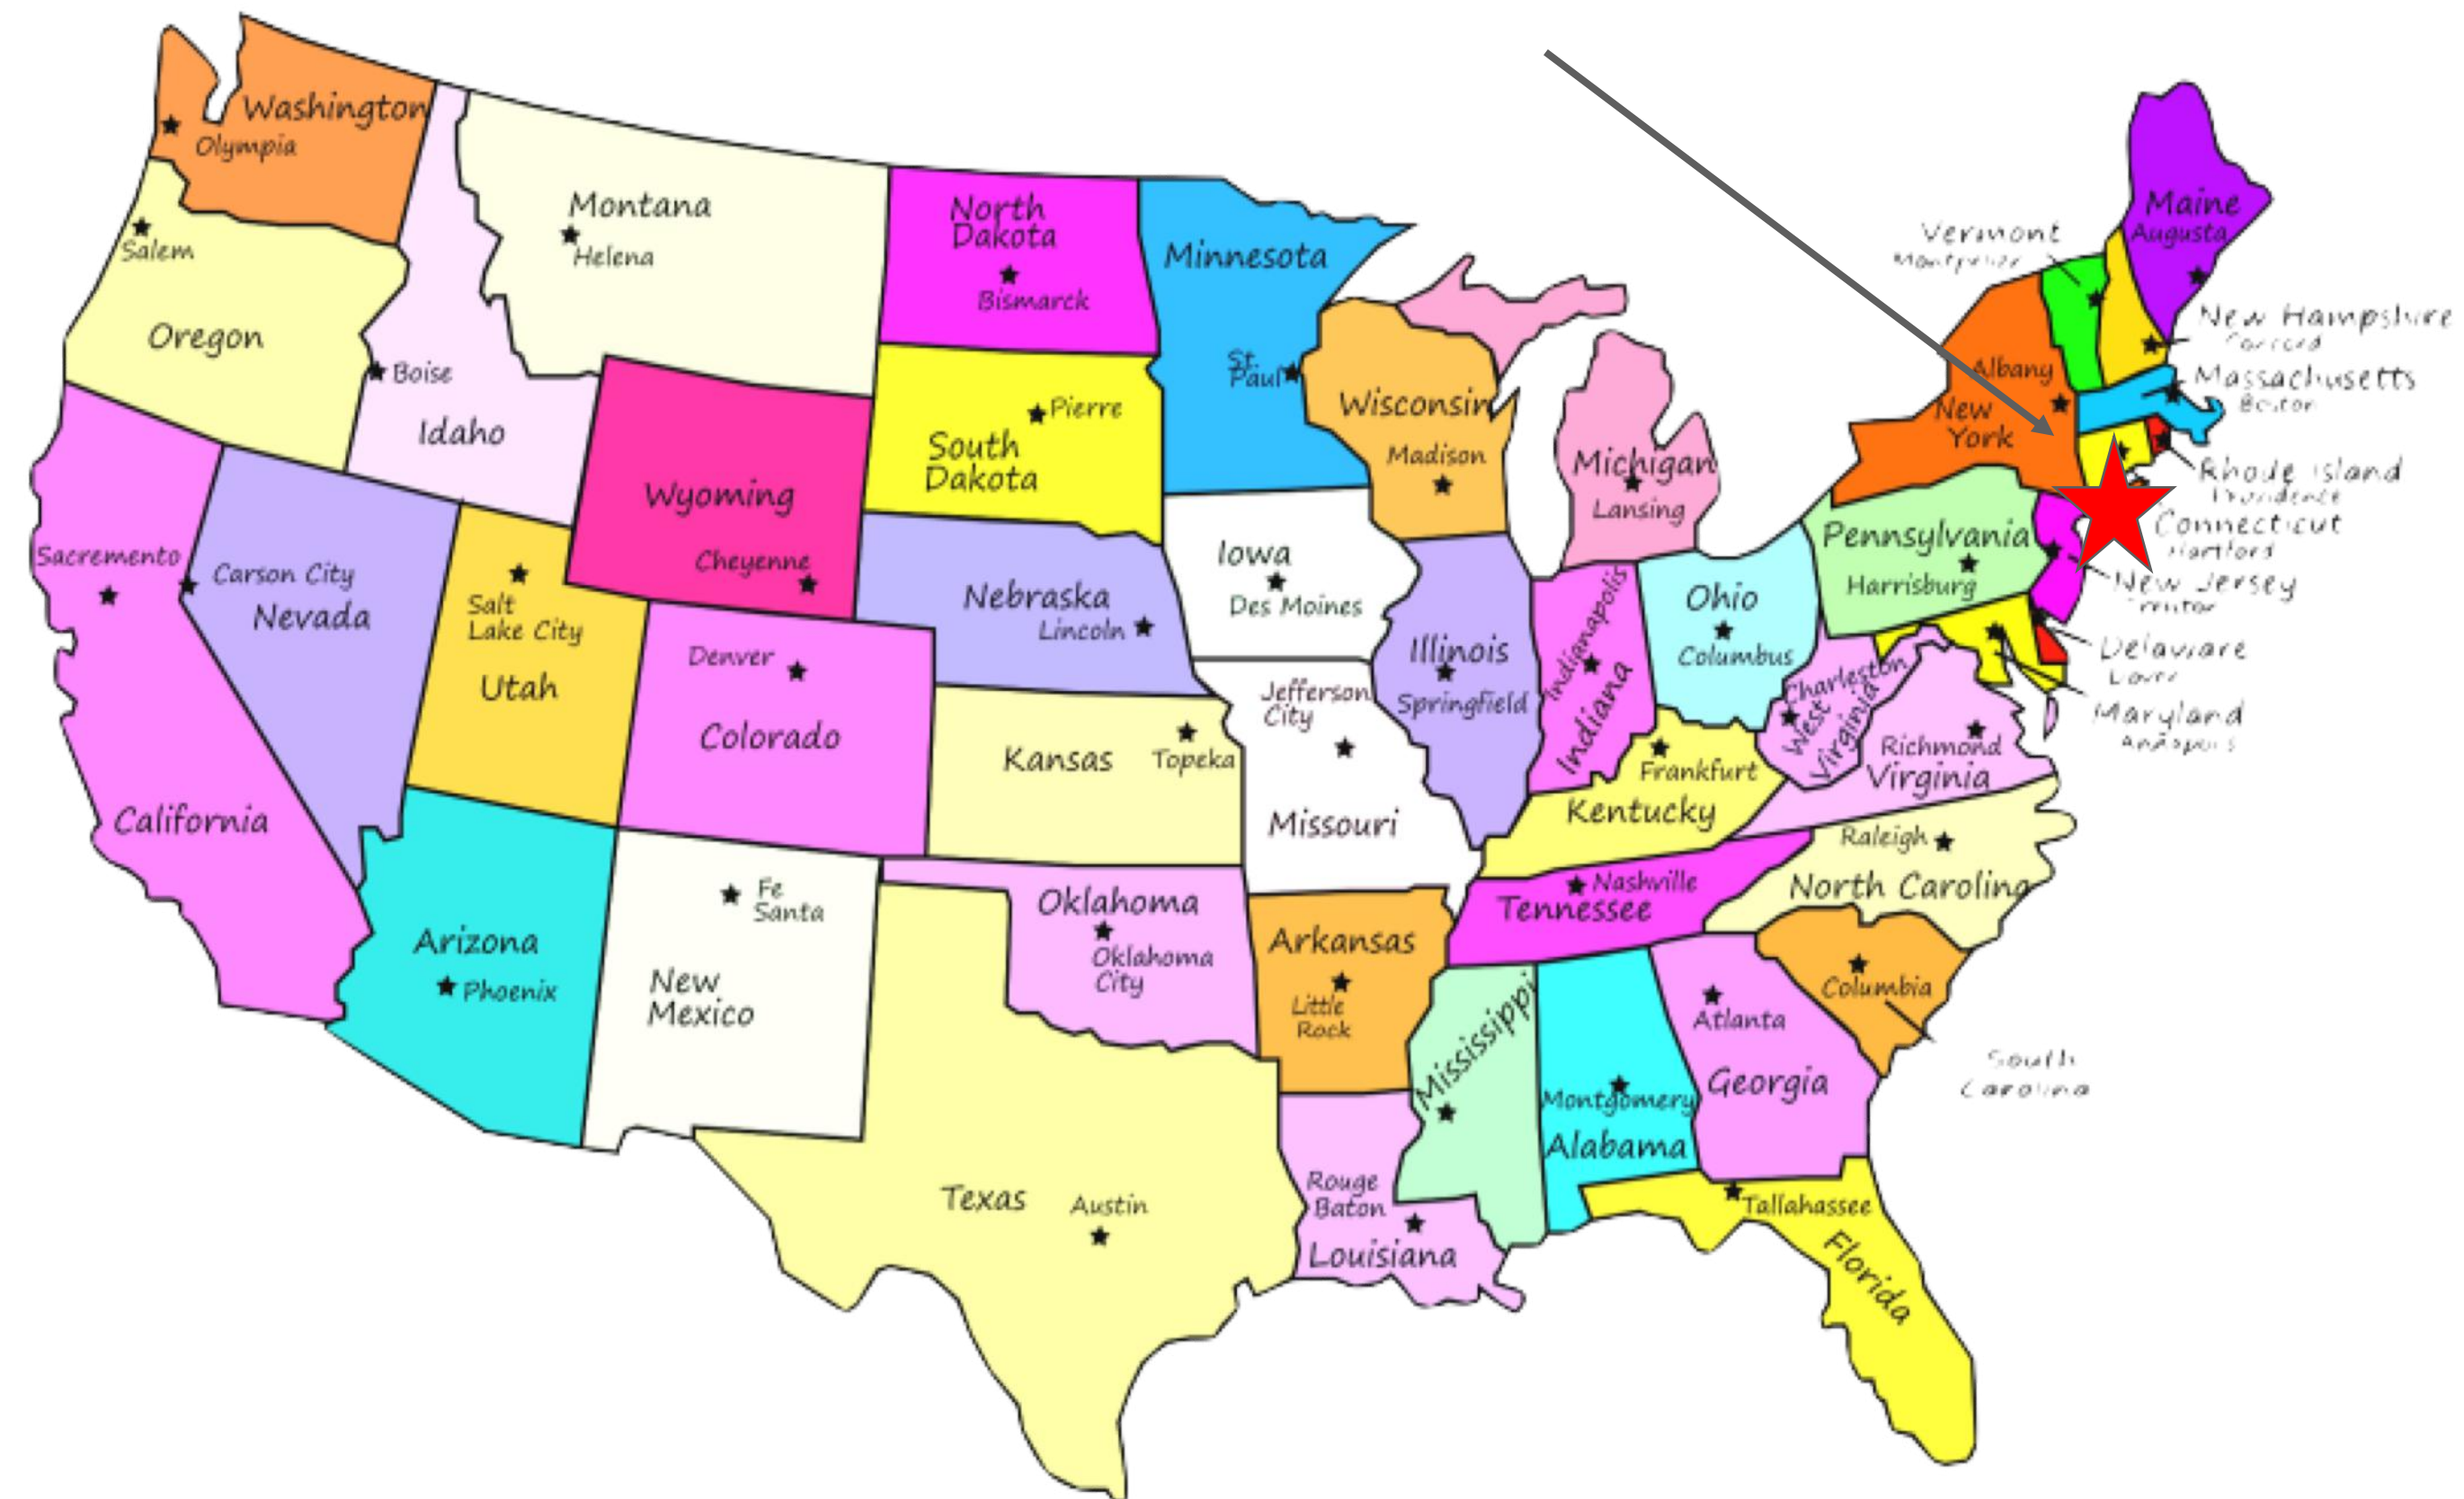 Washington
Olympia
Salem
Oregon
Boise
Idaho
Montana
Helena
North
Dakota
Bismarck
Minnesota
St.
Paul
South
Dakota
Pierre
Wyoming
Cheyenne
Wisconsin
Madison
Michigan
Lansing
Vermont
Maine
Augusta
New Hampshire
Albany
New
York
Massachusetts
Boston
Rhode Island
Providence
Connecticut
Hartford
New Jersey
Pennsylvania
Harrisburg
Delaware
Maryland
Sacremento
California
Carson City
Nevada
Salt
Lake City
Utah
Denver
Colorado
Nebraska
Lincoln
Iowa
Des Moines
Illinois
Springfield
Indianapolis
Indiana
Ohio
Columbus
Charleston
West
Virginia
Richmond
Virginia
Kansas
Topeka
Jefferson
City
Missouri
Frankfurt
Kentucky
Raleigh
North Carolina
Nashville
Tennessee
Arizona
Phoenix
Fe
Santa
New
Mexico
Oklahoma
Oklahoma
City
Arkansas
Little
Rock
Mississippi
Montgomery
Alabama
Atlanta
Georgia
Columbia
South
Carolina
Texas
Austin
Rouge
Baton
Louisiana
Tallahassee
Florida